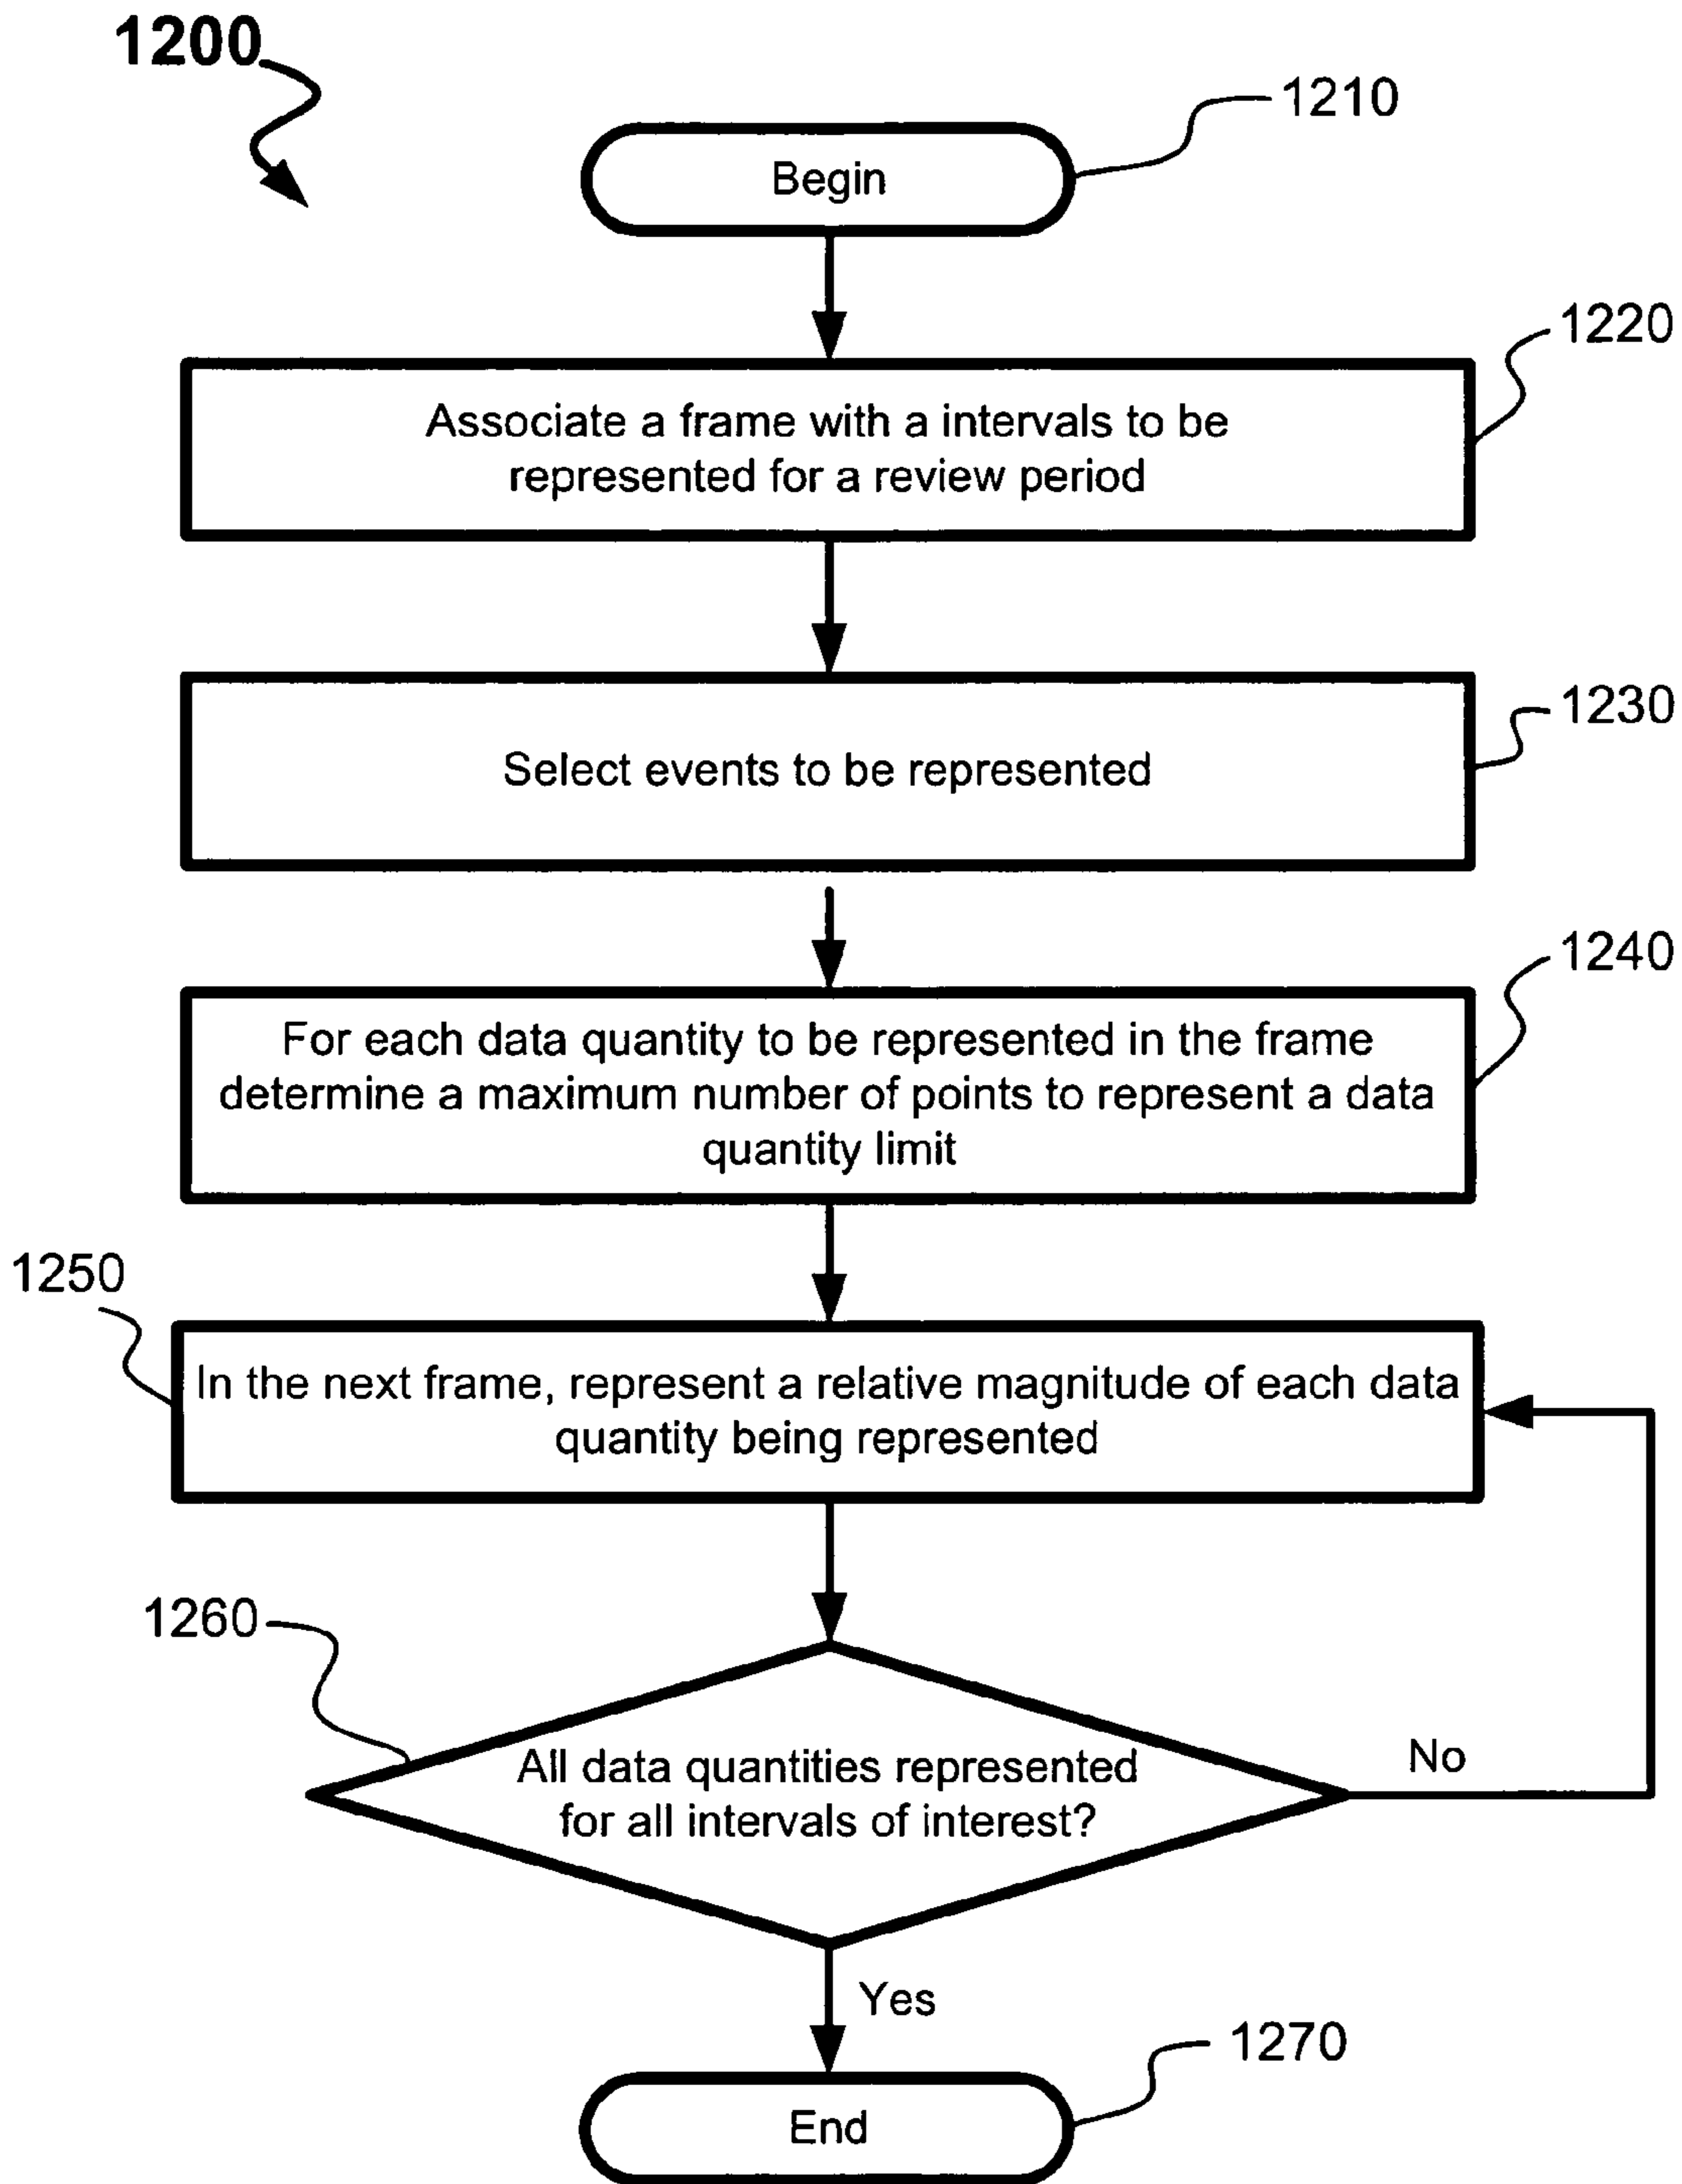 1200
1210
Begin
1220
Associate a frame with a intervals to be
represented for a review period
1230
Select events to be represented
1240
For each data quantity to be represented in the frame
determine a maximum number of points to represent a data
quantity limit
1250
In the next frame, represent a relative magnitude of each data
quantity being represented
1260
All data quantities represented
for all intervals of interest?
No
Yes
1270
End